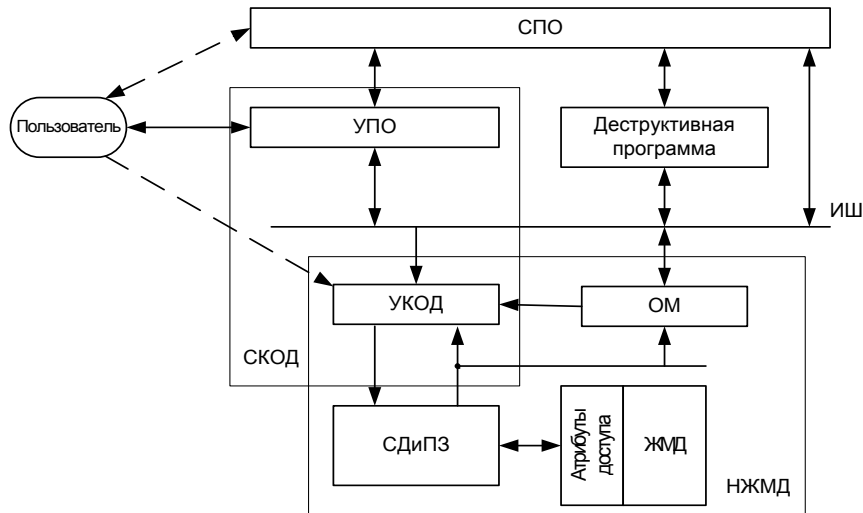 СПО
Пользователь
УПО
Деструктивная
программа
ИШ
УКОД
ОМ
СКОД
СДиПЗ
Атрибуты
доступа
ЖМД
НЖМД